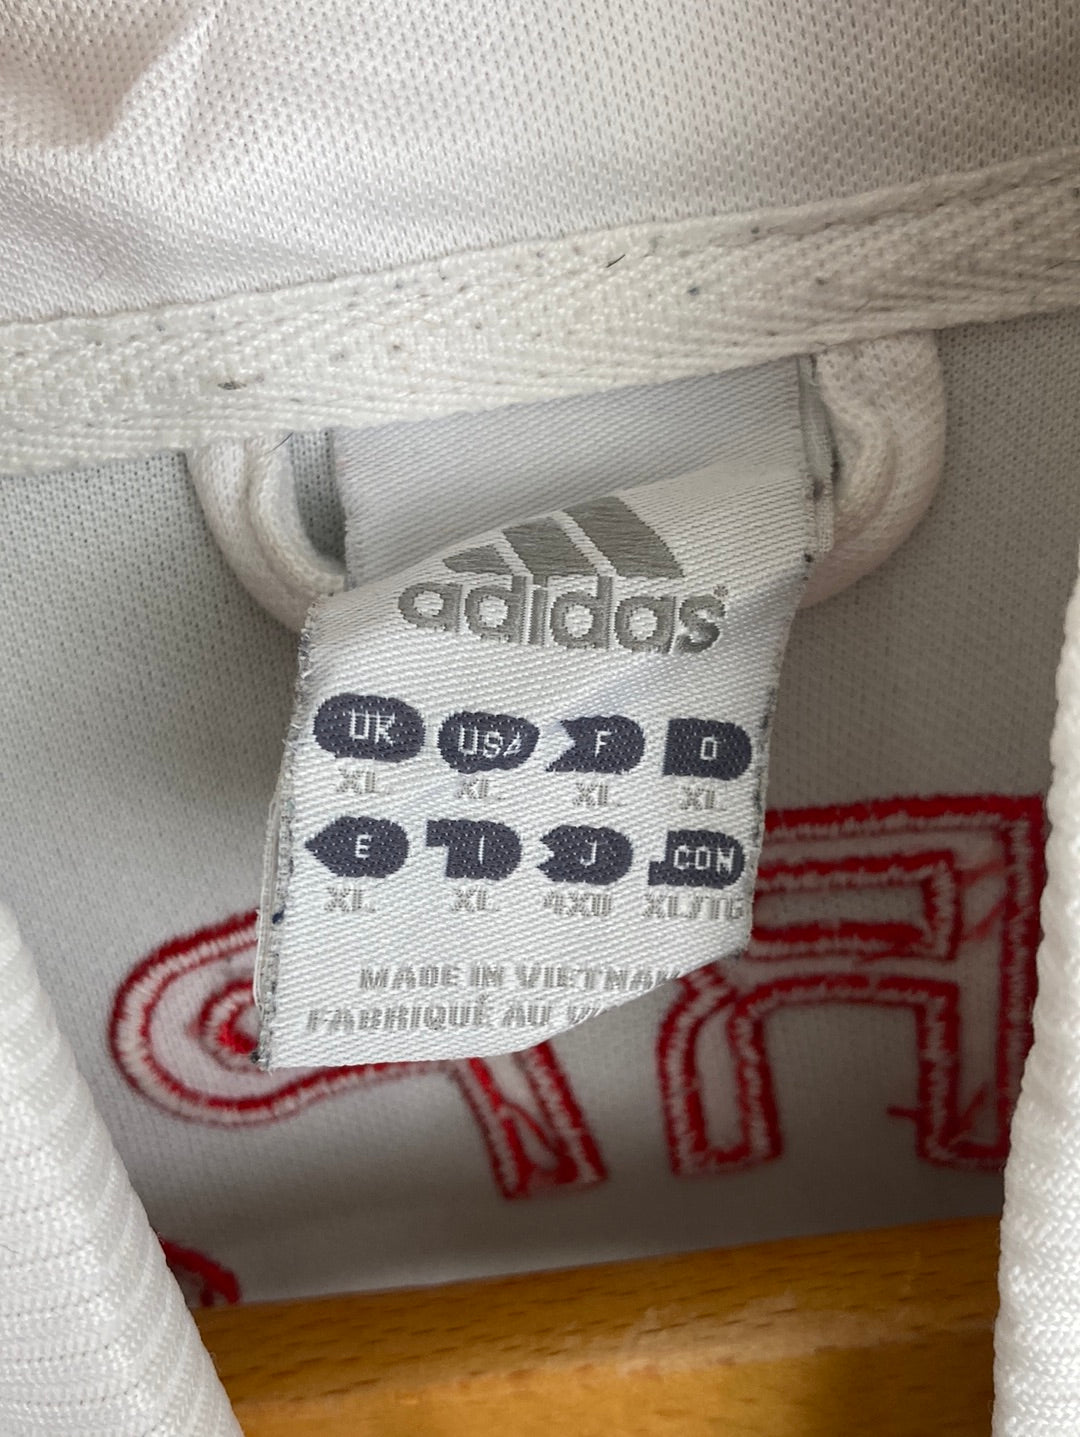 adidas®
UK USA F D
XL XL XL XL
E I J CON
XL XL 4XO XL/TG
MADE IN VIETNAM
FABRIQUÉ AU